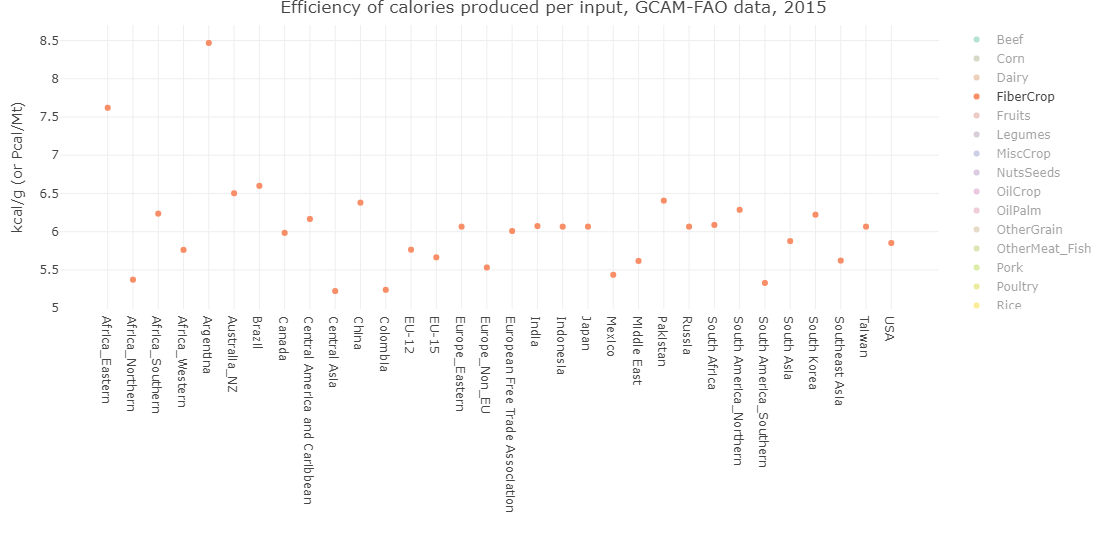 Efficiency of calories produced per input, GCAM-FAO data, 2015
kcal/g (or Pcal/Mt)
8.5
8
7.5
7
6.5
6
5.5
5
Africa_Eastern
Africa_Northern
Africa_Southern
Africa_Western
Argentina
Australia_NZ
Brazil
Canada
Central America and Caribbean
Central Asia
China
Colombia
EU-12
EU-15
Europe_Eastern
Europe_Non_EU
European Free Trade Association
India
Indonesia
Japan
Mexico
Middle East
Pakistan
Russia
South Africa
South America_Northern
South America_Southern
South Asia
South Korea
Southeast Asia
Taiwan
USA
Beef
Corn
Dairy
FiberCrop
Fruits
Legumes
MiscCrop
NutsSeeds
OilCrop
OilPalm
OtherGrain
OtherMeat_Fish
Pork
Poultry
Rice